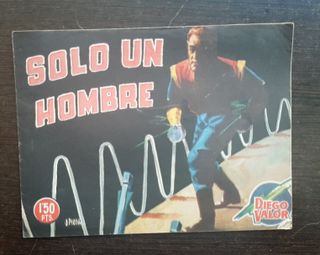 SOLO UN
HOMBRE
1'50
PTS.
DIEGO
VALOR